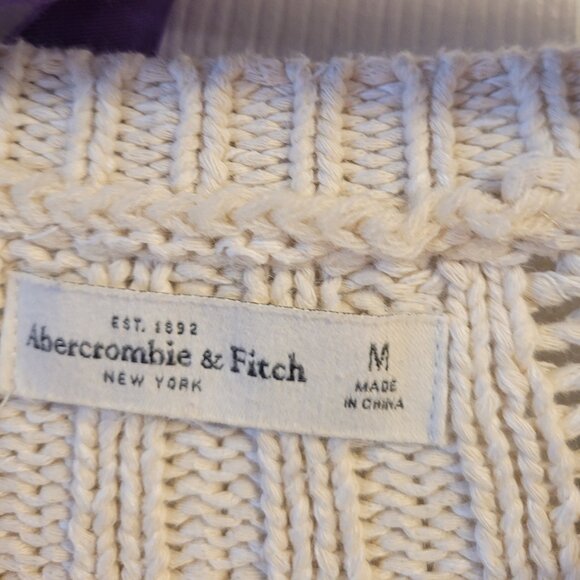 EST. 1892
Abercrombie & Fitch
NEW YORK
M
MADE
IN CHINA